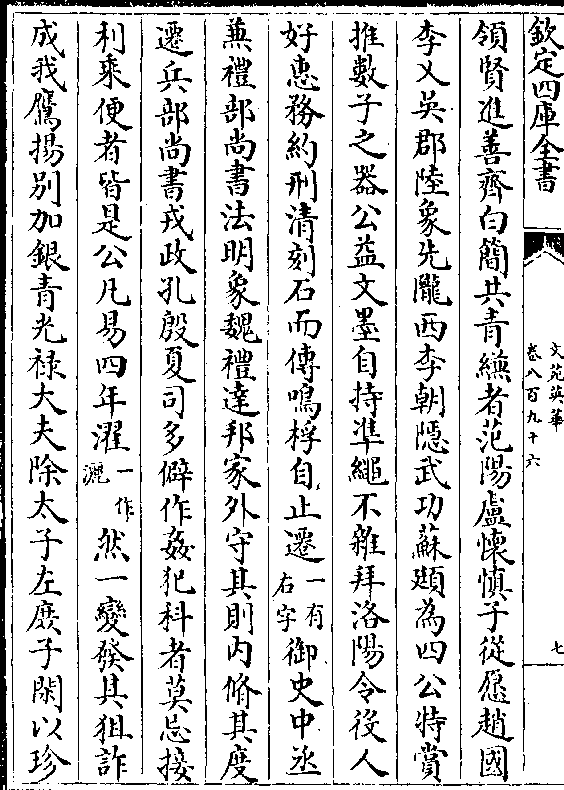 欽定四庫全書
文苑英華
卷八百九十六
七
領賢進善齊白簡共青縑者范陽盧懷慎子從愿趙國
李乂吳郡陸象先隴西李朝隱武功蘇頲為四公特賞
推數子之器公益文墨自持準繩不雜拜洛陽令役人
好惠務約刑清刻石而傳鳴桴自止遷一有右字御史中丞
兼禮部尚書法明象魏禮達邦家外守其則内脩其度
遷兵部尚書戎政孔殷夏司多僻作姦犯科者莫忌接
利乘便者皆是公凡易四年濯一作灑然一變發其狙詐
成我鷹揚別加銀青光禄大夫除太子左庶子閑以珍